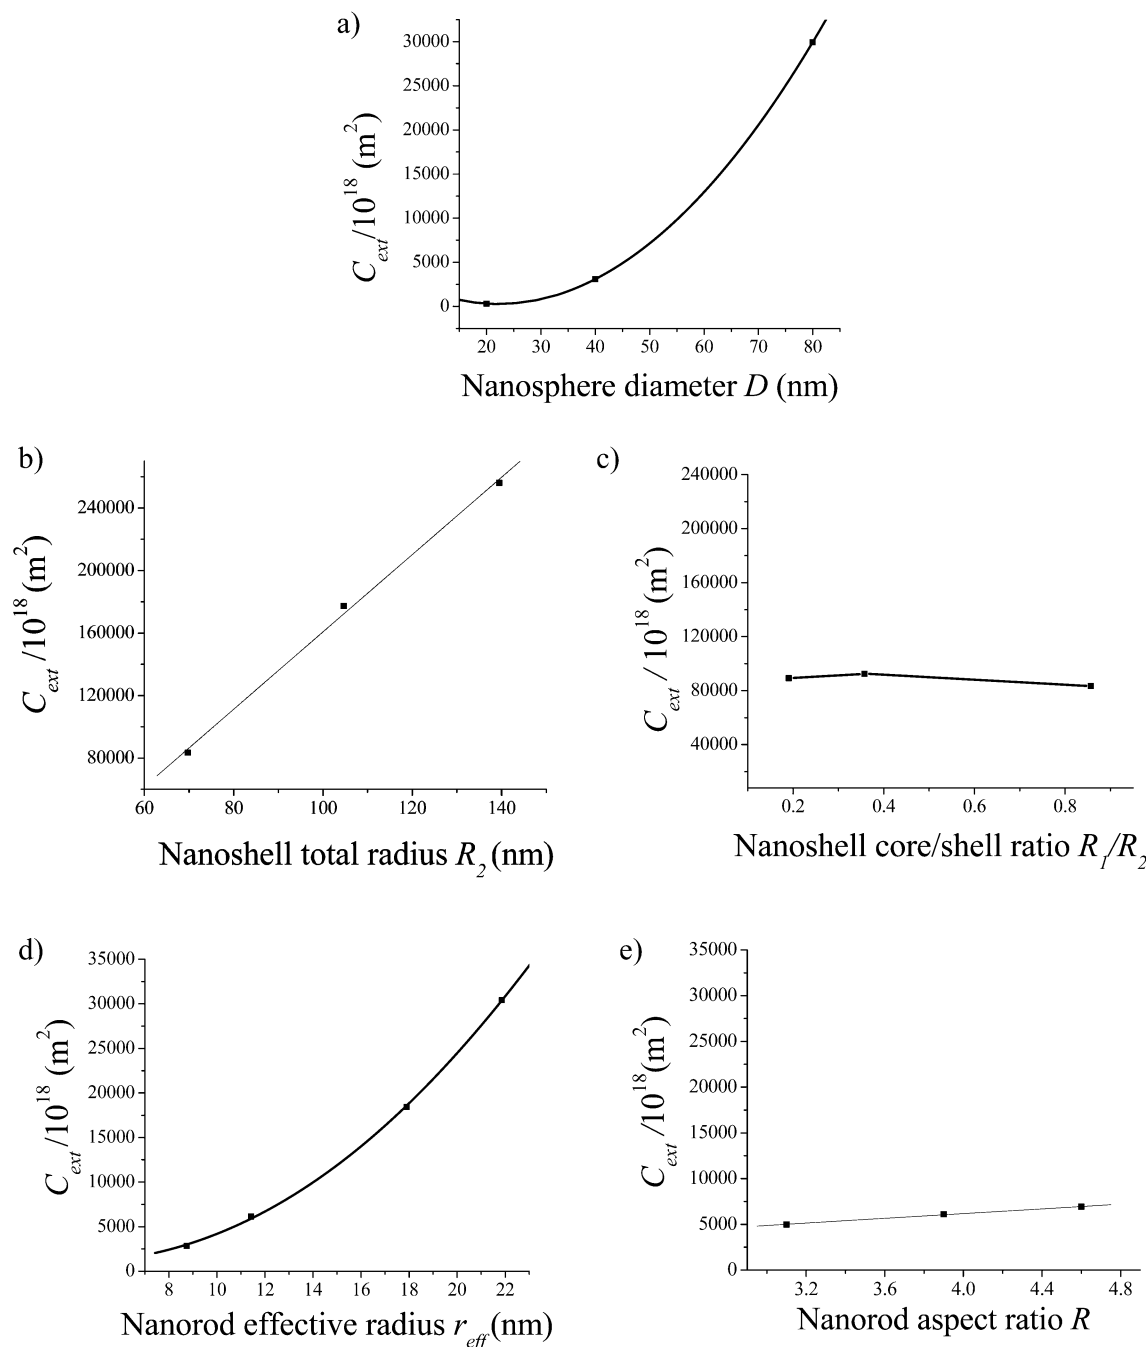 a)
30000
25000
20000
15000
10000
5000
0
C_ext/10^18 (m^2)
20 30 40 50 60 70 80
Nanosphere diameter D (nm)
b)
240000
200000
160000
120000
80000
C_ext/10^18 (m^2)
60 80 100 120 140
Nanoshell total radius R_2 (nm)
c)
240000
200000
160000
120000
80000
40000
C_ext/10^18 (m^2)
0.2 0.4 0.6 0.8
Nanoshell core/shell ratio R_1/R_2
d)
35000
30000
25000
20000
15000
10000
5000
0
C_ext/10^18 (m^2)
8 10 12 14 16 18 20 22
Nanorod effective radius r_eff (nm)
e)
35000
30000
25000
20000
15000
10000
5000
0
C_ext/10^18 (m^2)
3.2 3.6 4.0 4.4 4.8
Nanorod aspect ratio R